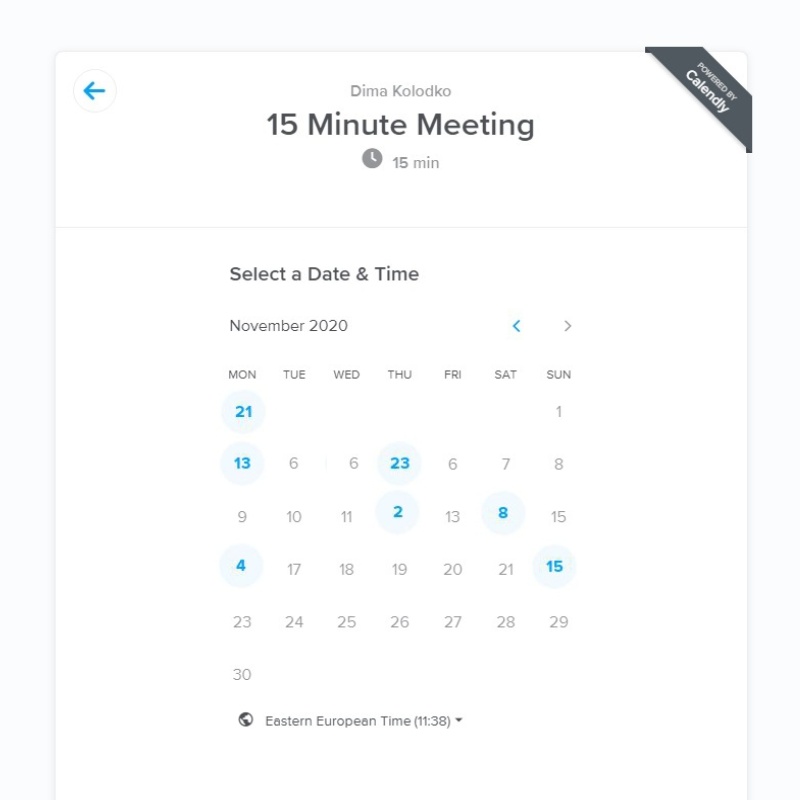 POWERED BY
Calendly
Dima Kolodko
15 Minute Meeting
15 min
Select a Date & Time
November 2020
MON TUE WED THU FRI SAT SUN
21 1
13 6 6 23 6 7 8
9 10 11 2 13 8 15
4 17 18 19 20 21 15
23 24 25 26 27 28 29
30
Eastern European Time (11:38)